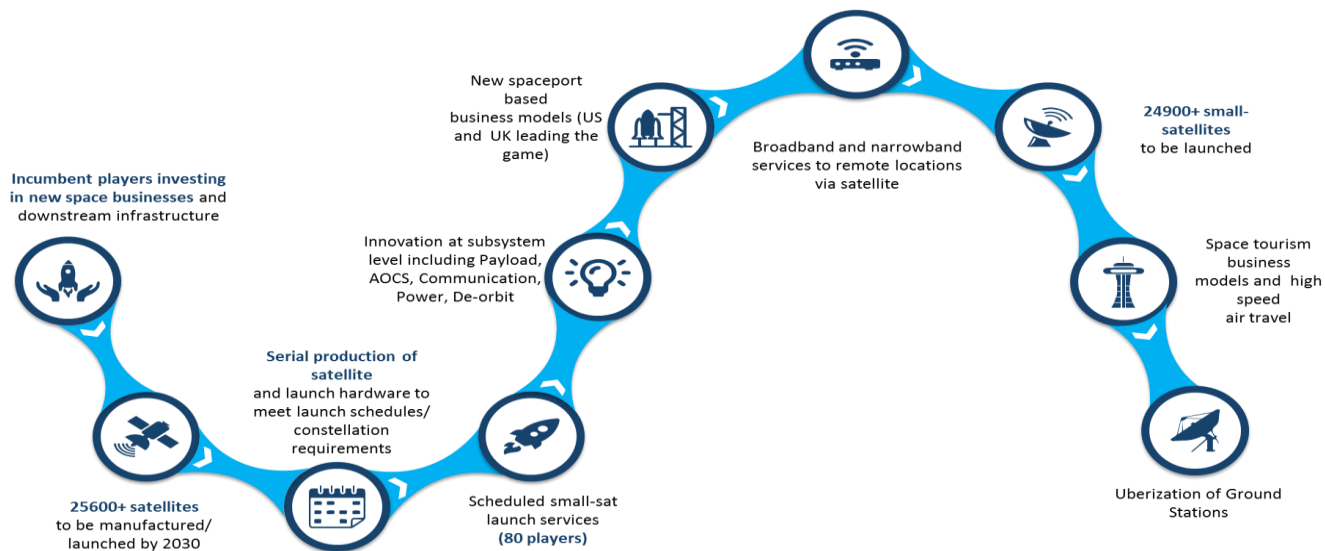 Incumbent players investing
in new space businesses and
downstream infrastructure
25600+ satellites
to be manufactured/
launched by 2030
Serial production of
satellite
and launch hardware to
meet launch schedules/
constellation
requirements
Scheduled small-sat
launch services
(80 players)
Innovation at subsystem
level including Payload,
AOCS, Communication,
Power, De-orbit
New spaceport
based
business models (US
and UK leading the
game)
Broadband and narrowband
services to remote locations
via satellite
24900+ small-
satellites
to be launched
Space tourism
business
models and high
speed
air travel
Uberization of Ground
Stations